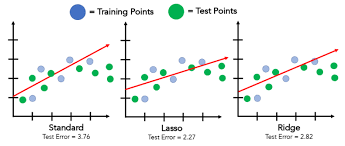 = Training Points = Test Points
Standard
Test Error = 3.76
Lasso
Test Error = 2.27
Ridge
Test Error = 2.82